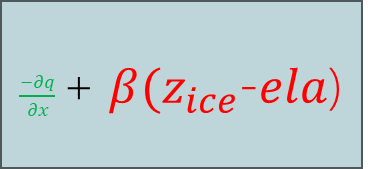 −∂q/∂x + β(z_ice-ela)